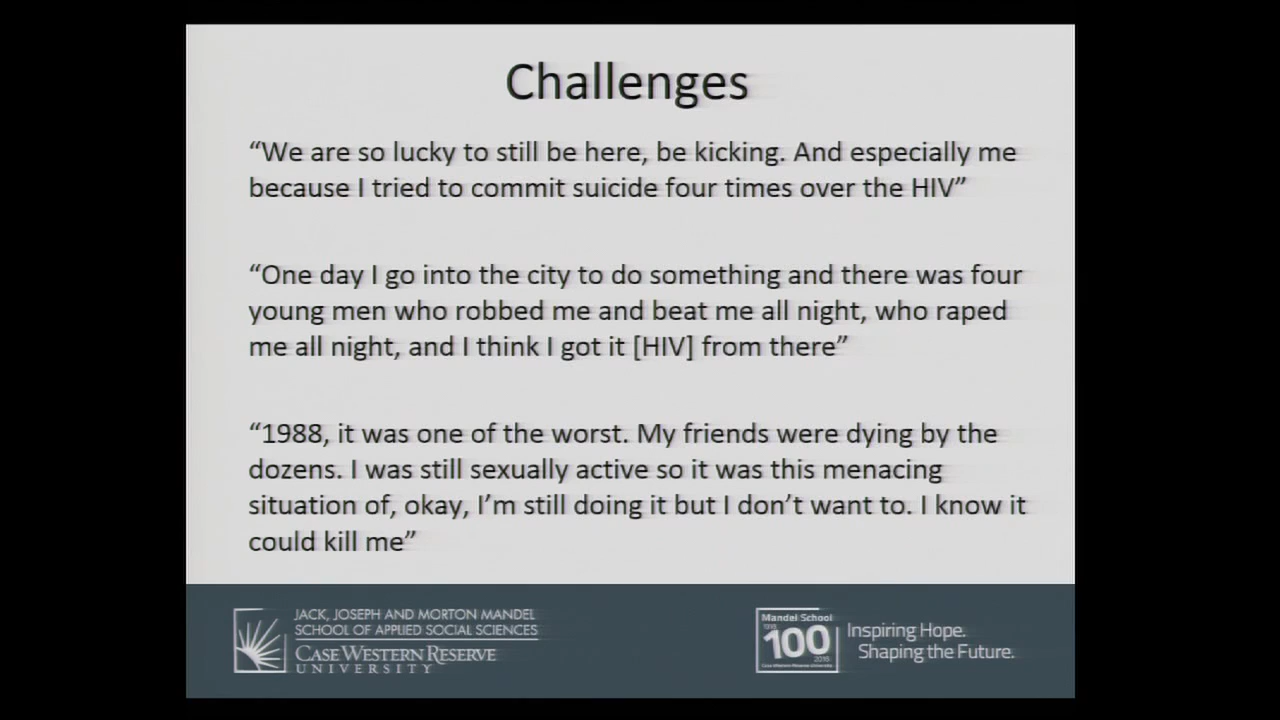 Challenges
“We are so lucky to still be here, be kicking. And especially me
because I tried to commit suicide four times over the HIV”
“One day I go into the city to do something and there was four
young men who robbed me and beat me all night, who raped
me all night, and I think I got it [HIV] from there”
“1988, it was one of the worst. My friends were dying by the
dozens. I was still sexually active so it was this menacing
situation of, okay, I’m still doing it but I don’t want to. I know it
could kill me”
JACK, JOSEPH AND MORTON MANDEL
SCHOOL OF APPLIED SOCIAL SCIENCES
CASE WESTERN RESERVE
UNIVERSITY
Mandel School
1916
100
2016
Case Western Reserve University
Inspiring Hope.
Shaping the Future.